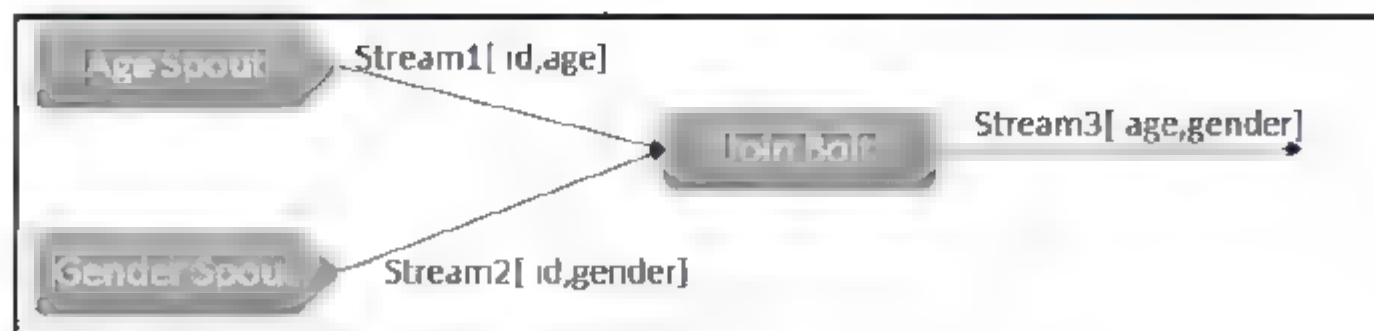 Age Spout
Stream1[ id,age]
Join Bolt
Stream3[ age,gender]
Gender Spout
Stream2[ id,gender]